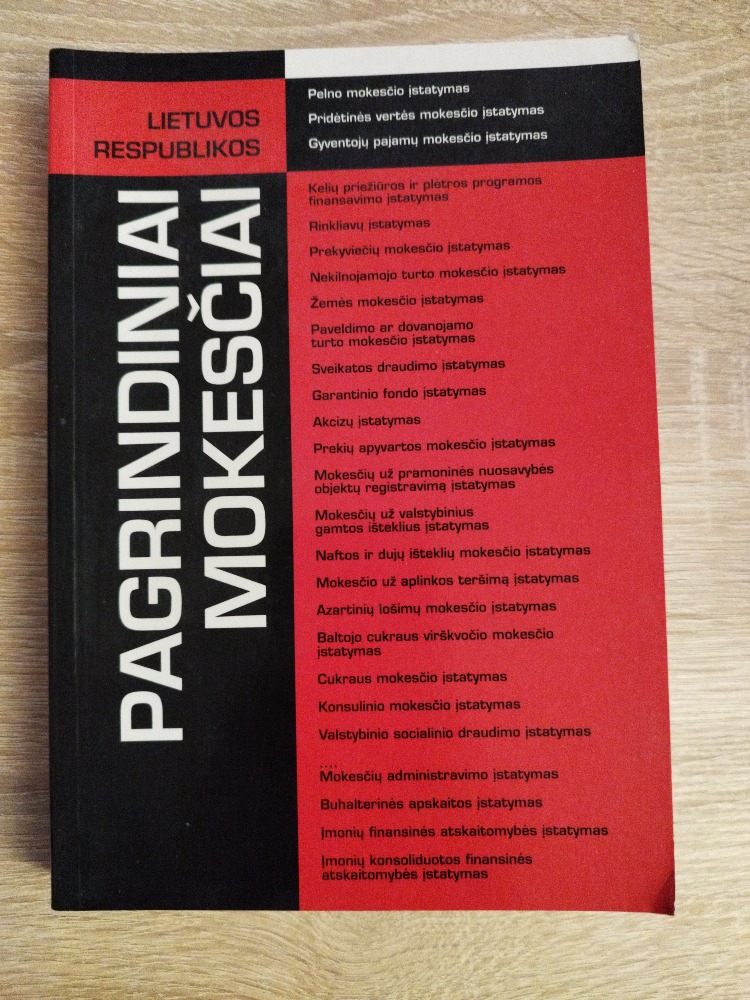 LIETUVOS
RESPUBLIKOS
PAGRINDINIAI
MOKESČIAI
Pelno mokesčio įstatymas
Pridėtinės vertės mokesčio įstatymas
Gyventojų pajamų mokesčio įstatymas
Kelių priežiūros ir plėtros programos
finansavimo įstatymas
Rinkliavų įstatymas
Prekyviečių mokesčio įstatymas
Nekilnojamojo turto mokesčio įstatymas
Žemės mokesčio įstatymas
Paveldimo ar dovanojamo
turto mokesčio įstatymas
Sveikatos draudimo įstatymas
Garantinio fondo įstatymas
Akcizų įstatymas
Prekių apyvartos mokesčio įstatymas
Mokesčių už pramoninės nuosavybės
objektų registravimą įstatymas
Mokesčių už valstybinius
gamtos išteklius įstatymas
Naftos ir dujų išteklių mokesčio įstatymas
Mokesčio už aplinkos teršimą įstatymas
Azartinių lošimų mokesčio įstatymas
Baltojo cukraus virškvočio mokesčio
įstatymas
Cukraus mokesčio įstatymas
Konsulinio mokesčio įstatymas
Valstybinio socialinio draudimo įstatymas
....
Mokesčių administravimo įstatymas
Buhalterinės apskaitos įstatymas
Įmonių finansinės atskaitomybės įstatymas
Įmonių konsoliduotos finansinės
atskaitomybės įstatymas